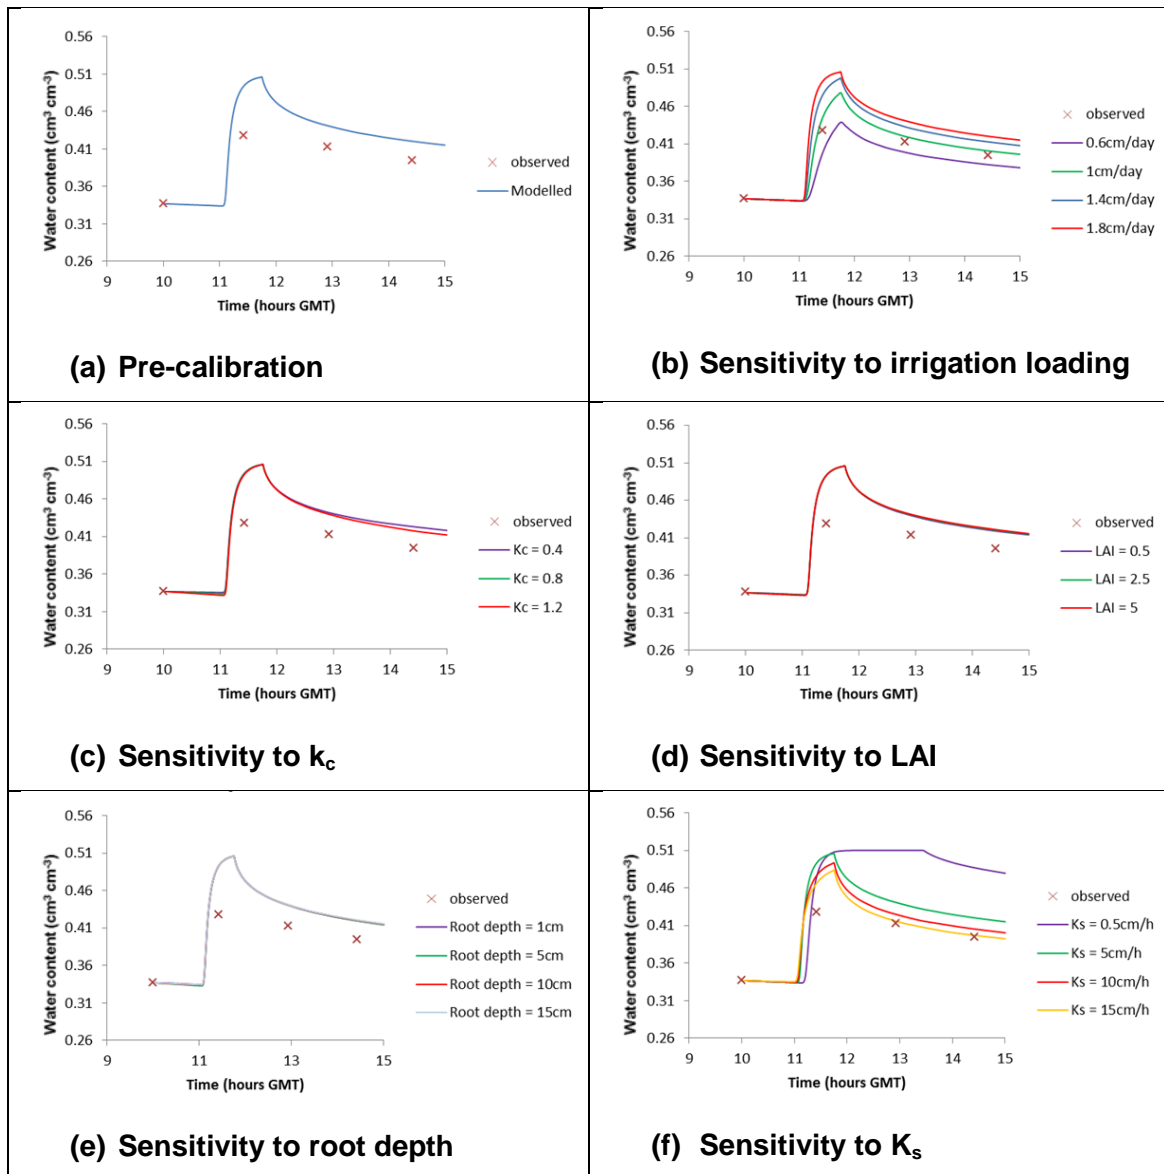 0.56
0.51
0.46
0.41
0.36
0.31
0.26
Water content (cm³ cm⁻³)
9 10 11 12 13 14 15
Time (hours GMT)
observed
Modelled
(a) Pre-calibration
0.56
0.51
0.46
0.41
0.36
0.31
0.26
Water content (cm³ cm⁻³)
9 10 11 12 13 14 15
Time (hours GMT)
observed
0.6cm/day
1cm/day
1.4cm/day
1.8cm/day
(b) Sensitivity to irrigation loading
0.56
0.51
0.46
0.41
0.36
0.31
0.26
Water content (cm³ cm⁻³)
9 10 11 12 13 14 15
Time (hours GMT)
observed
Kc = 0.4
Kc = 0.8
Kc = 1.2
(c) Sensitivity to kc
0.56
0.51
0.46
0.41
0.36
0.31
0.26
Water content (cm³ cm⁻³)
9 10 11 12 13 14 15
Time (hours GMT)
observed
LAI = 0.5
LAI = 2.5
LAI = 5
(d) Sensitivity to LAI
0.56
0.51
0.46
0.41
0.36
0.31
0.26
Water content (cm³ cm⁻³)
9 11 13 15
Time (hours GMT)
observed
Root depth = 1cm
Root depth = 5cm
Root depth = 10cm
Root depth = 15cm
(e) Sensitivity to root depth
0.56
0.51
0.46
0.41
0.36
0.31
0.26
Water content (cm³ cm⁻³)
9 10 11 12 13 14 15
Time (hours GMT)
observed
Ks = 0.5cm/h
Ks = 5cm/h
Ks = 10cm/h
Ks = 15cm/h
(f) Sensitivity to Ks